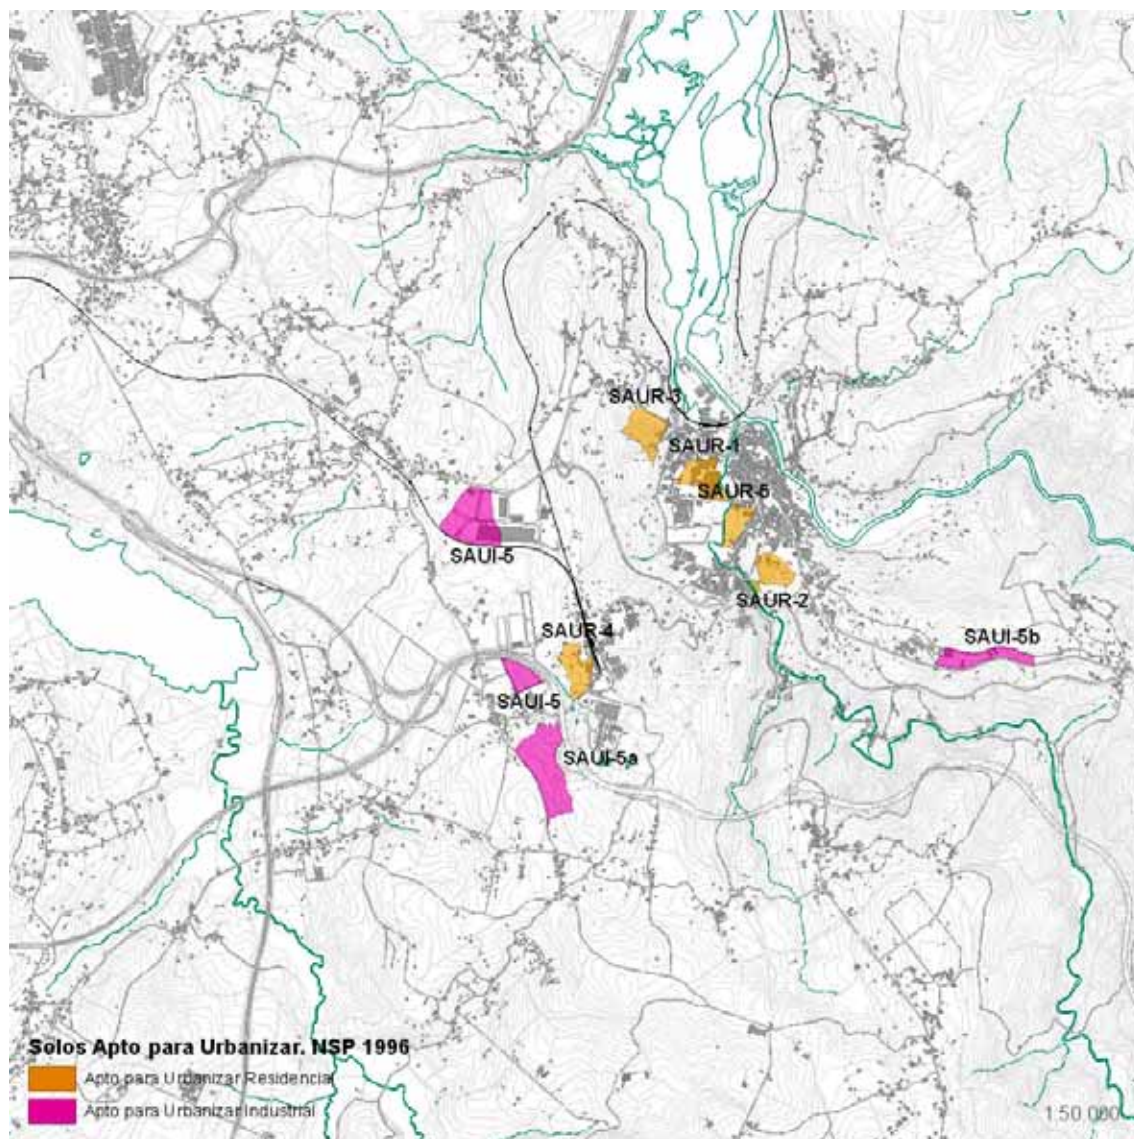 SAUR-3
SAUR-1
SAUR-5
SAUI-5
SAUR-2
SAUR-4
SAUI-5b
SAUI-5
SAUI-5a
Solos Apto para Urbanizar. NSP 1996
Apto para Urbanizar Residencial
Apto para Urbanizar Industrial
1:50 000